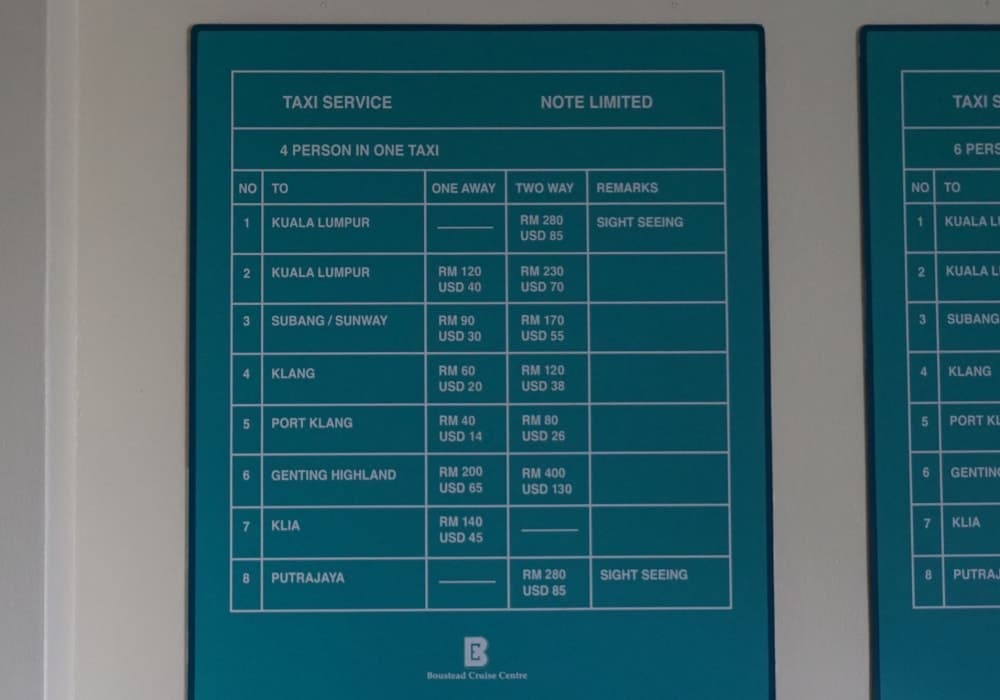 TAXI SERVICE NOTE LIMITED
4 PERSON IN ONE TAXI
NO TO ONE AWAY TWO WAY REMARKS
1 KUALA LUMPUR RM 280 SIGHT SEEING
USD 85
2 KUALA LUMPUR RM 120 RM 230
USD 40 USD 70
3 SUBANG / SUNWAY RM 90 RM 170
USD 30 USD 55
4 KLANG RM 60 RM 120
USD 20 USD 38
5 PORT KLANG RM 40 RM 80
USD 14 USD 26
6 GENTING HIGHLAND RM 200 RM 400
USD 65 USD 130
7 KLIA RM 140
USD 45
8 PUTRAJAYA RM 280 SIGHT SEEING
USD 85
Boustead Cruise Centre
TAXI
6
NO TO
1 KUALA
2 KUALA
3 SUBANG
4 KLANG
5 PORT
6
7 KLIA
8